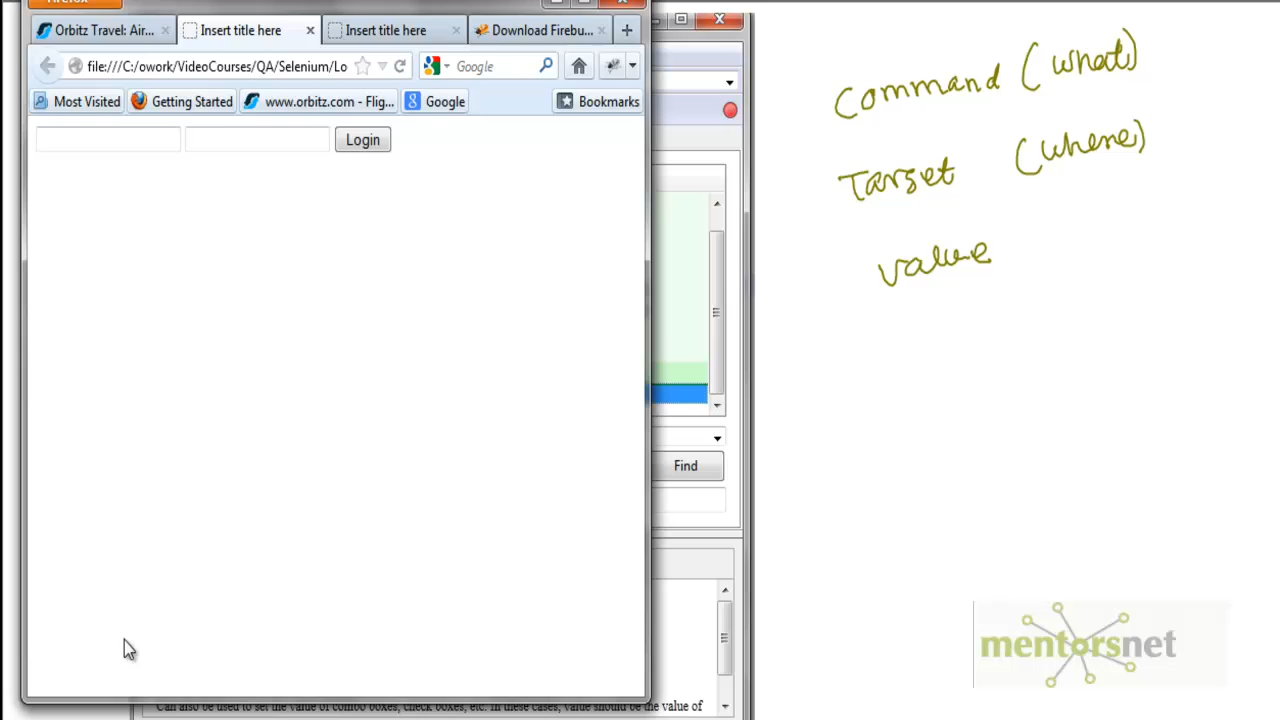 Orbitz Travel: Air...
Insert title here
Insert title here
Download Firebu...
file:///C:/owork/VideoCourses/QA/Selenium/Lo
Google
Most Visited
Getting Started
www.orbitz.com - Flig...
Google
Bookmarks
Login
Find
Can also be used to set the value of combo boxes, check boxes, etc. In these cases, value should be the value of
Command (what)
Target (where)
value
mentorsnet